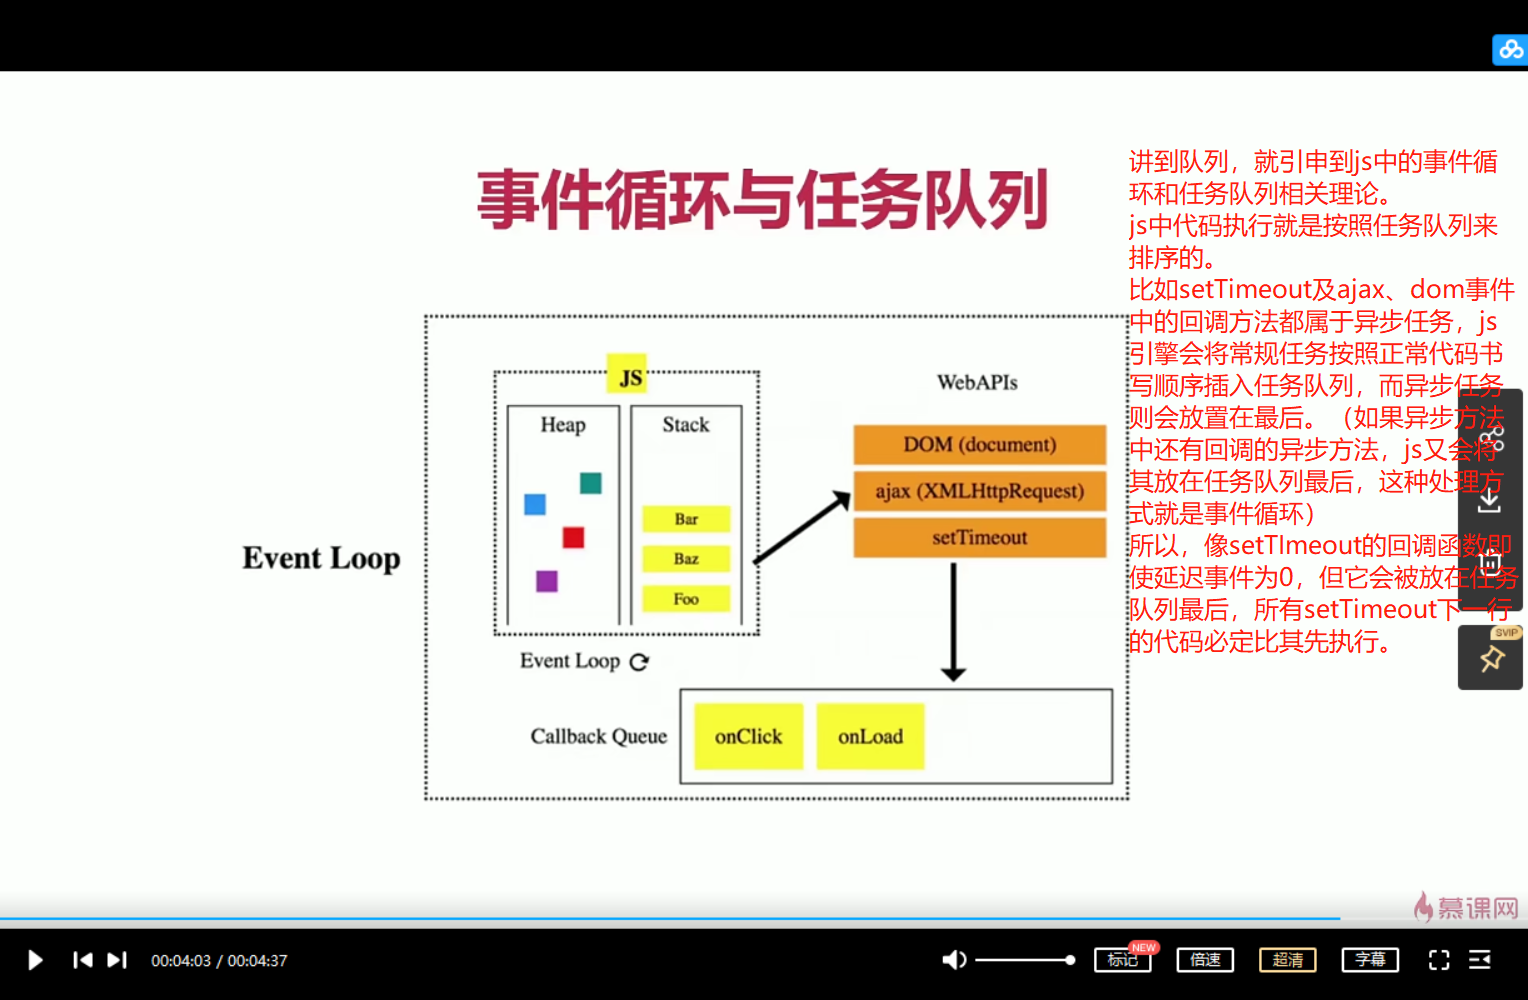 事件循环与任务队列
讲到队列，就引申到js中的事件循
环和任务队列相关理论。
js中代码执行就是按照任务队列来
排序的。
比如setTimeout及ajax、dom事件
中的回调方法都属于异步任务，js
引擎会将常规任务按照正常代码书
写顺序插入任务队列，而异步任务
则会放置在最后。（如果异步方法
中还有回调的异步方法，js又会将
其放在任务队列最后，这种处理方
式就是事件循环）
所以，像setTImeout的回调函数即
使延迟事件为0，但它会被放在任务
队列最后，所有setTimeout下一行
的代码必定比其先执行。
JS
Heap
Stack
Bar
Baz
Foo
WebAPIs
DOM (document)
ajax (XMLHttpRequest)
setTimeout
Event Loop
Event Loop
Callback Queue
onClick
onLoad
SVIP
慕课网
00:04:03 / 00:04:37
标记
NEW
倍速
超清
字幕